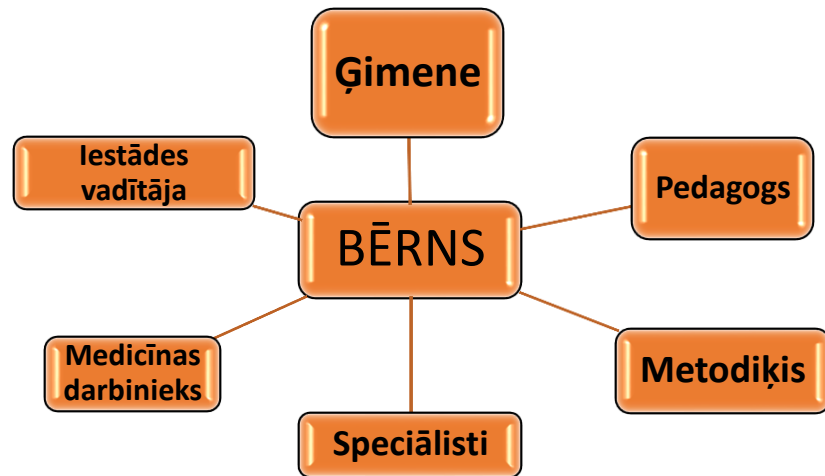 Ģimene
Iestādes
vadītāja
Pedagogs
BĒRNS
Medicīnas
darbinieks
Metodiķis
Speciālisti